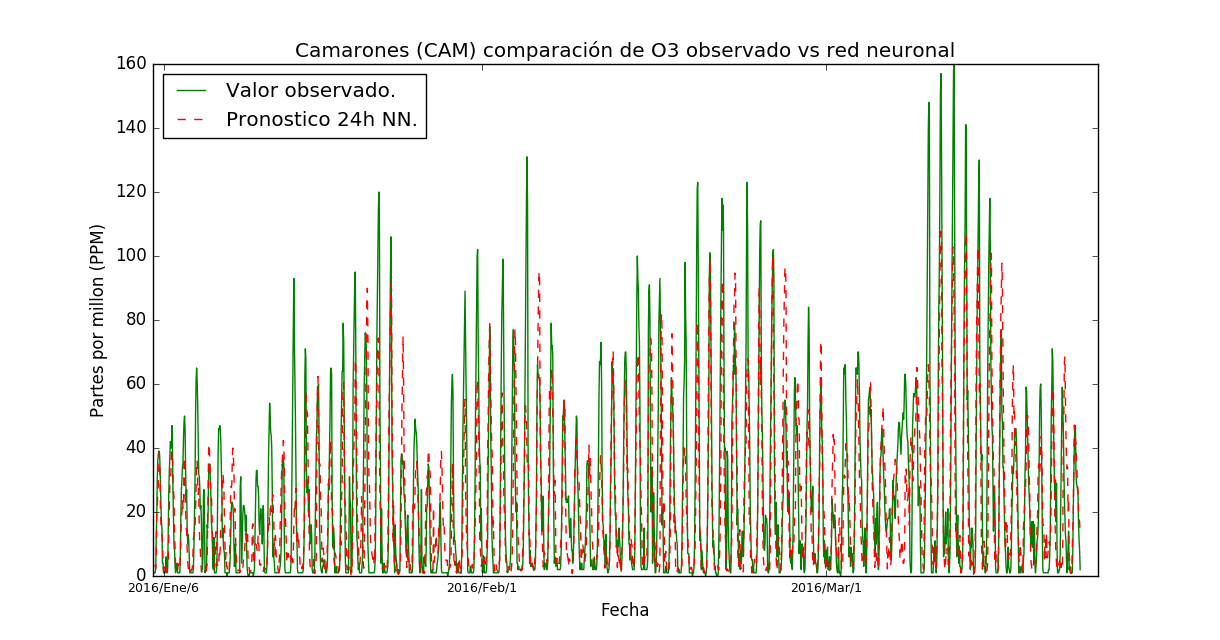 Camarones (CAM) comparación de O3 observado vs red neuronal
Valor observado.
Pronostico 24h NN.
Partes por millon (PPM)
160
140
120
100
80
60
40
20
0
2016/Ene/6
2016/Feb/1
2016/Mar/1
Fecha